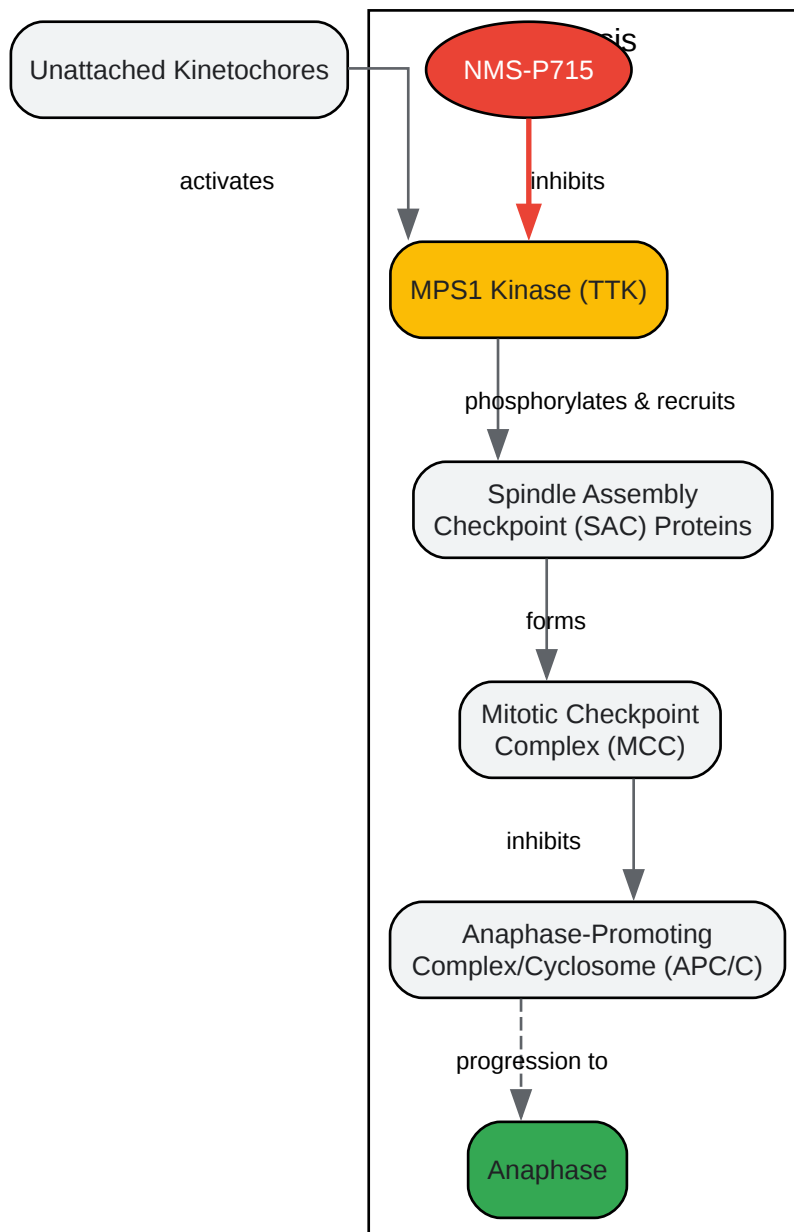 Unattached Kinetochores
NMS-P715
activates
inhibits
MPS1 Kinase (TTK)
phosphorylates & recruits
Spindle Assembly
Checkpoint (SAC) Proteins
forms
Mitotic Checkpoint
Complex (MCC)
inhibits
Anaphase-Promoting
Complex/Cyclosome (APC/C)
progression to
Anaphase